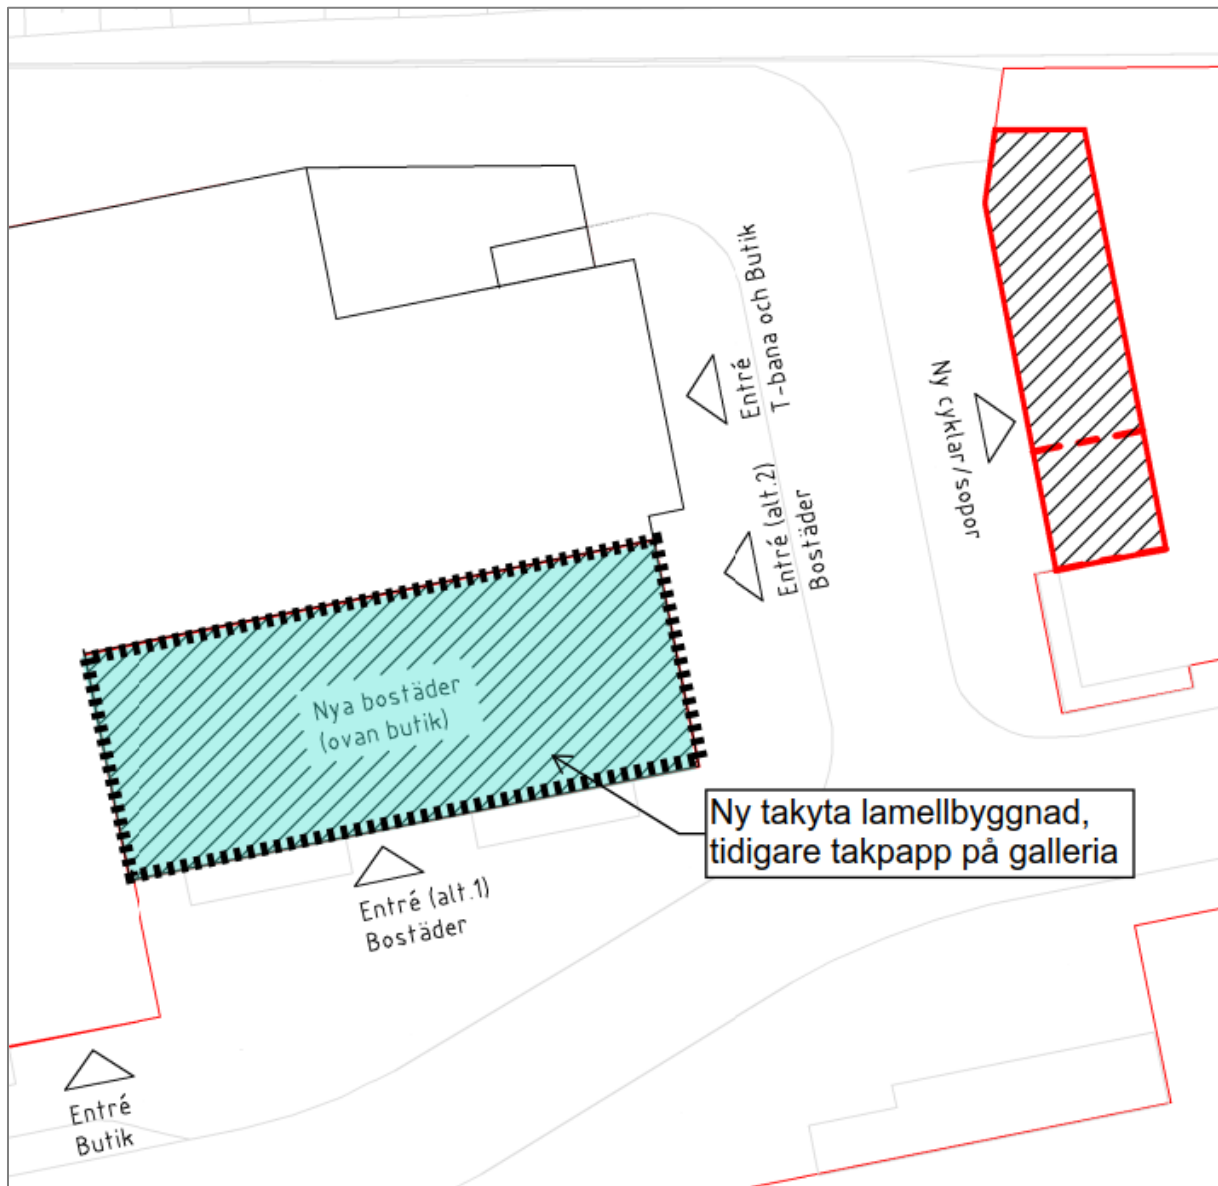 Entré
T-bana och Butik
Ny cyklar/sopor
Entré (alt.2)
Bostäder
Nya bostäder
(ovan butik)
Ny takyta lamellbyggnad,
tidigare takpapp på galleria
Entré (alt.1)
Bostäder
Entré
Butik